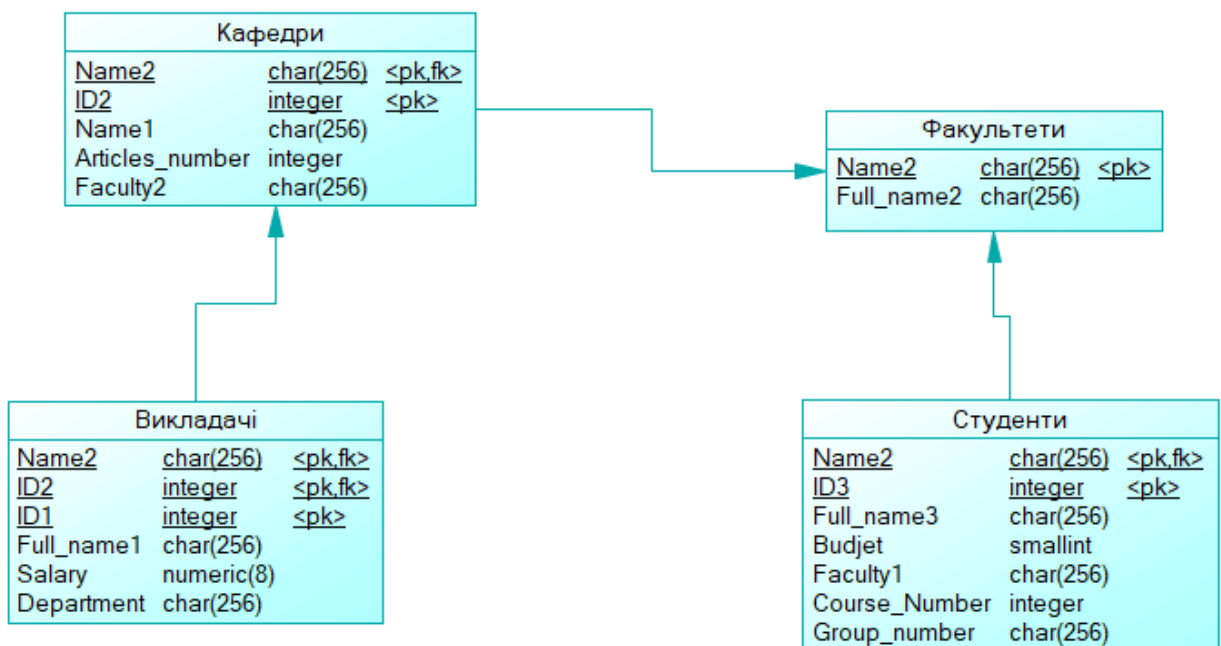 Кафедри
Name2 char(256) <pk,fk>
ID2 integer <pk>
Name1 char(256)
Articles_number integer
Faculty2 char(256)
Факультети
Name2 char(256) <pk>
Full_name2 char(256)
Викладачі
Name2 char(256) <pk,fk>
ID2 integer <pk,fk>
ID1 integer <pk>
Full_name1 char(256)
Salary numeric(8)
Department char(256)
Студенти
Name2 char(256) <pk,fk>
ID3 integer <pk>
Full_name3 char(256)
Budjet smallint
Faculty1 char(256)
Course_Number integer
Group_number char(256)